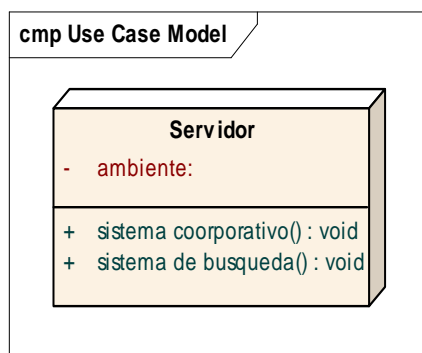 cmp Use Case Model
Servidor
- ambiente:
+ sistema coorporativo() : void
+ sistema de busqueda() : void